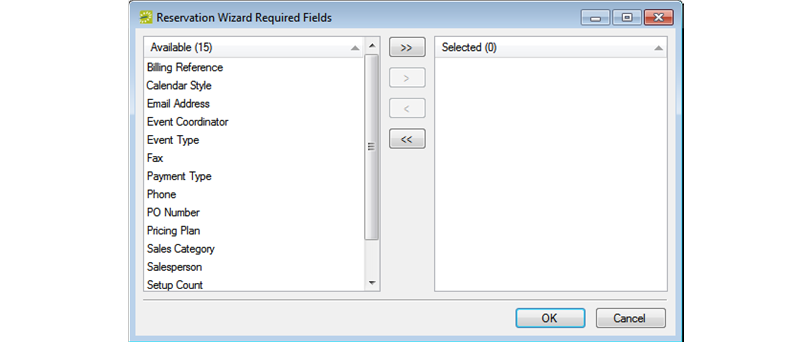 Reservation Wizard Required Fields
Available (15)
Billing Reference
Calendar Style
Email Address
Event Coordinator
Event Type
Fax
Payment Type
Phone
PO Number
Pricing Plan
Sales Category
Salesperson
Setup Count
>>
>
<
<<
Selected (0)
OK
Cancel